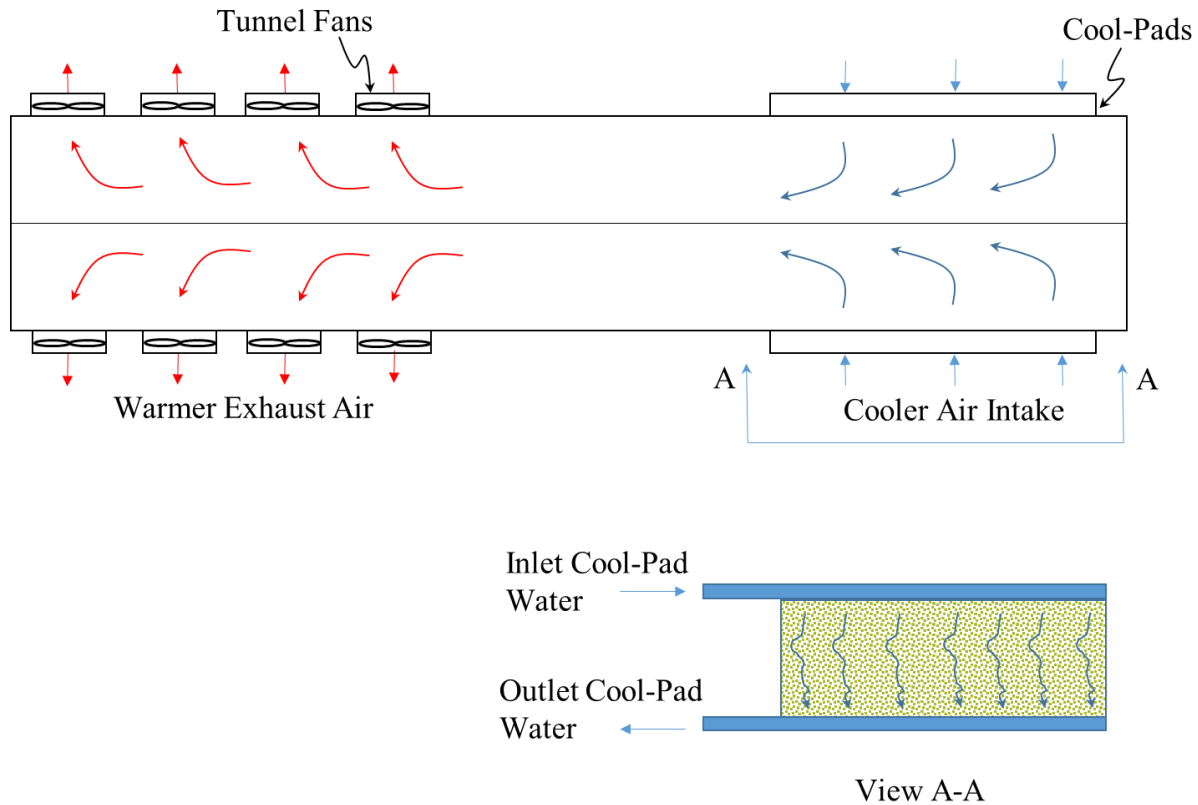 Tunnel Fans
Cool-Pads
A
A
Warmer Exhaust Air
Cooler Air Intake
Inlet Cool-Pad
Water
Outlet Cool-Pad
Water
View A-A